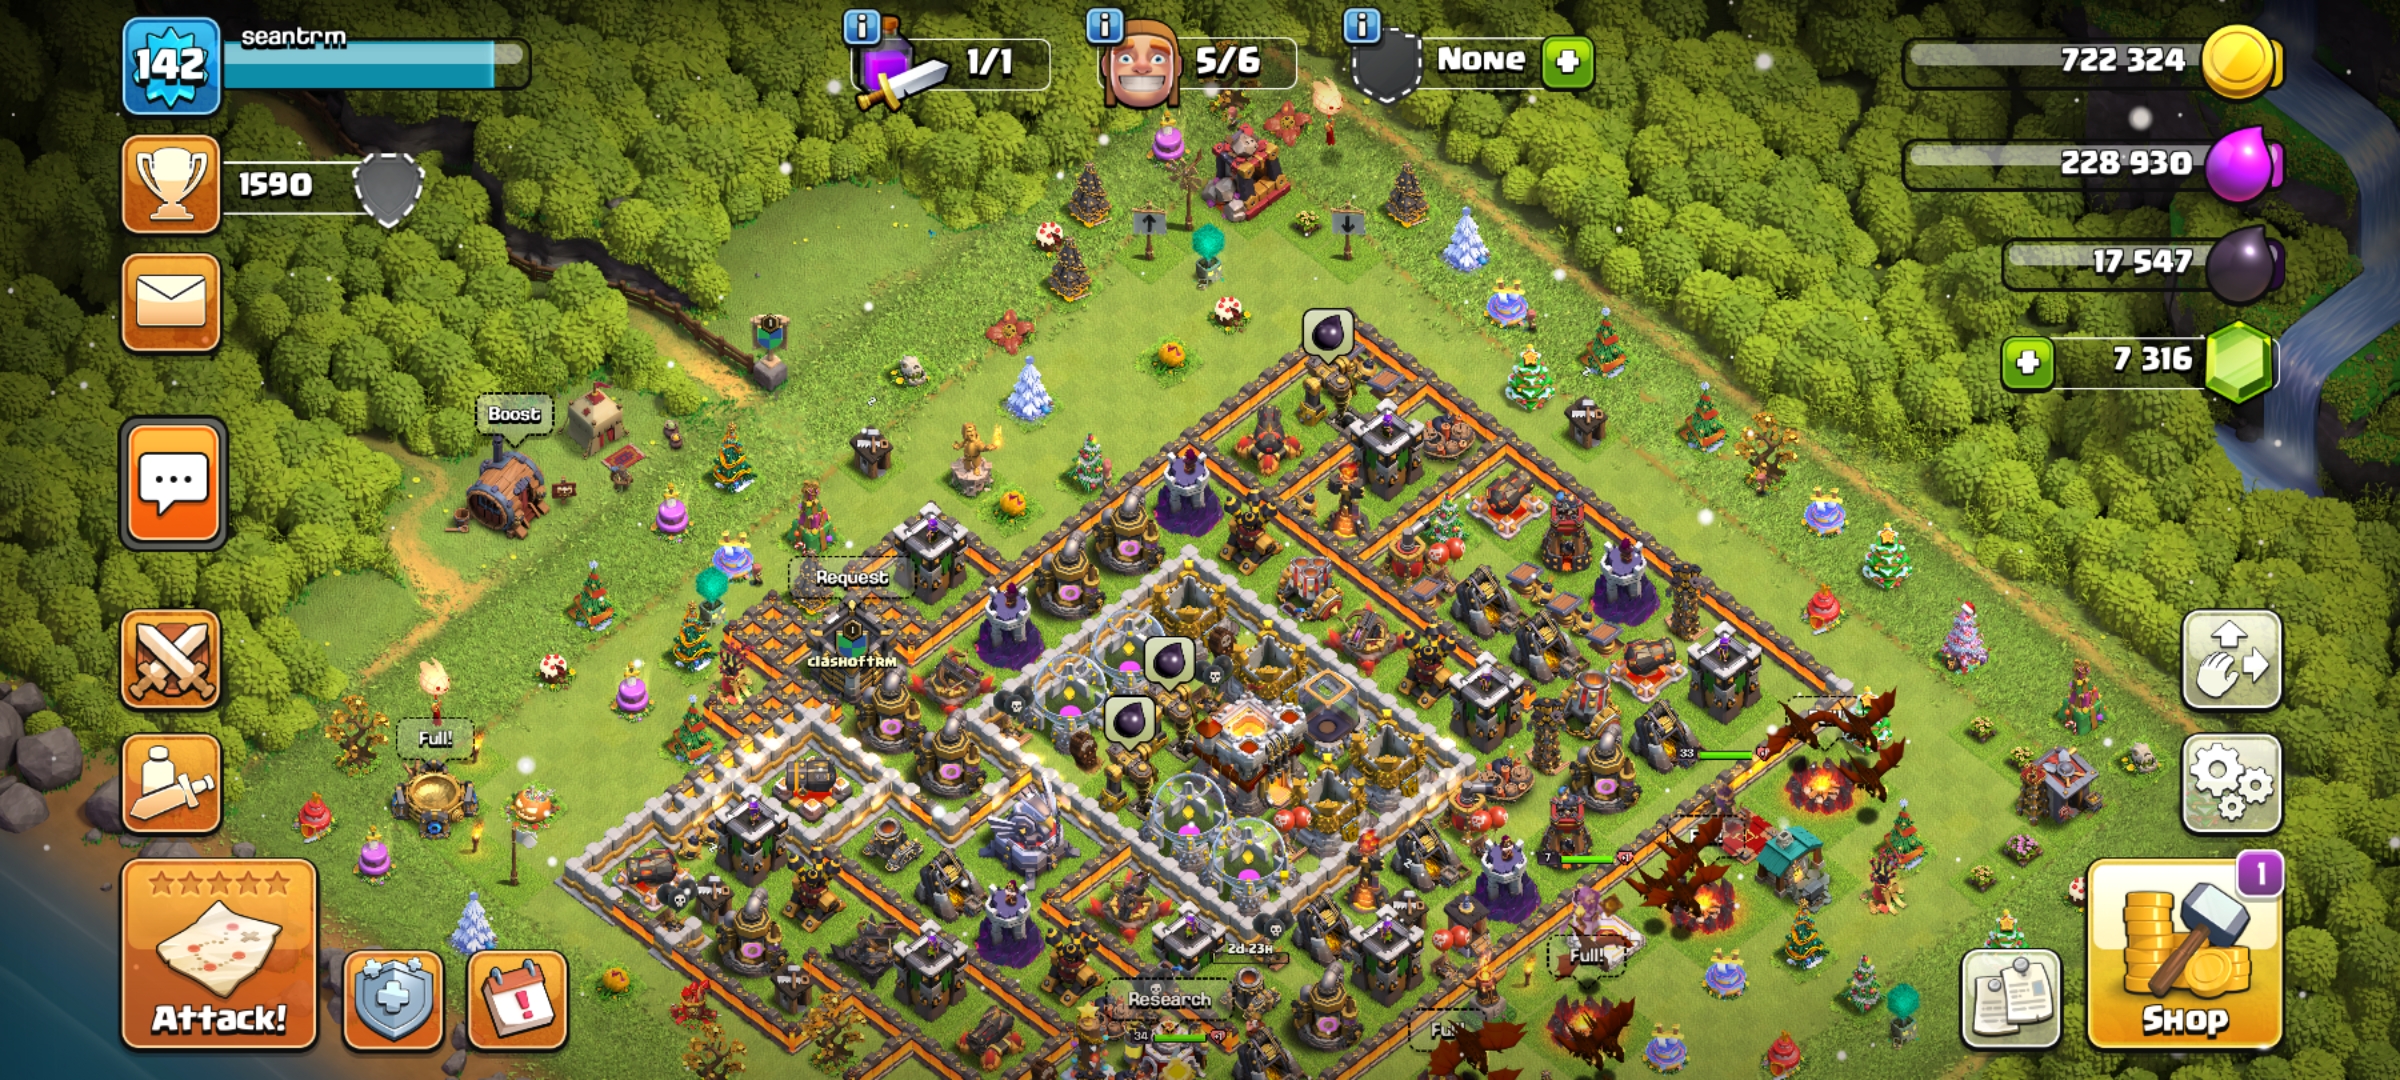 142
seantrm
1/1
5/6
None
722 324
1590
228 930
17 547
7 316
Boost
Request
clashoftRM
Full!
33
7
2d 23H
Full!
Research
34
Attack!
1
Shop